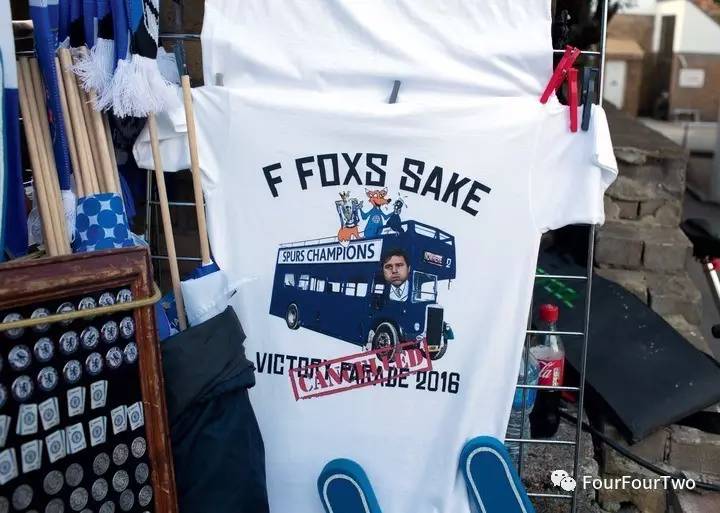 F FOXS SAKE
SPURS CHAMPIONS
VICTORY PARADE 2016
CANCELLED
FourFourTwo